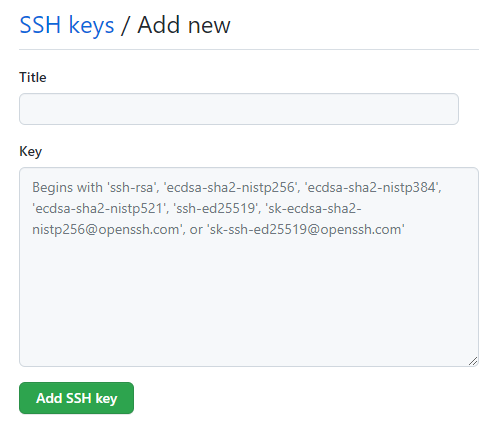 SSH keys / Add new
Title
Key
Begins with 'ssh-rsa', 'ecdsa-sha2-nistp256', 'ecdsa-sha2-nistp384',
'ecdsa-sha2-nistp521', 'ssh-ed25519', 'sk-ecdsa-sha2-
nistp256@openssh.com', or 'sk-ssh-ed25519@openssh.com'
Add SSH key